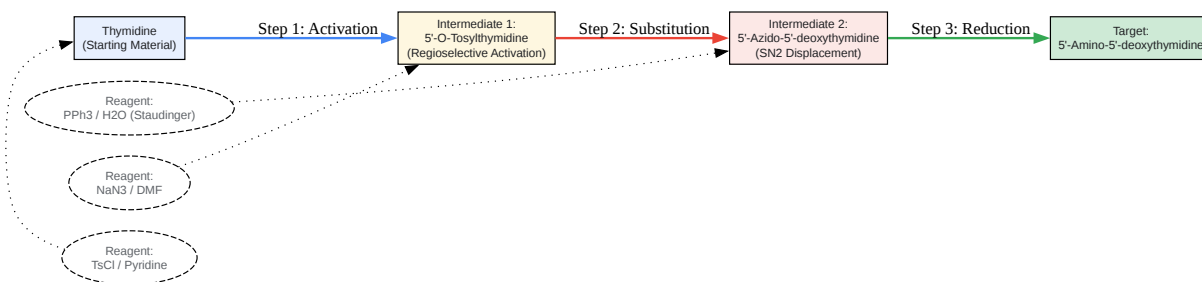 Thymidine
(Starting Material)
Step 1: Activation
Intermediate 1:
5'-O-Tosylthymidine
(Regioselective Activation)
Step 2: Substitution
Intermediate 2:
5'-Azido-5'-deoxythymidine
(SN2 Displacement)
Step 3: Reduction
Target:
5'-Amino-5'-deoxythymidine
Reagent:
PPh3 / H2O (Staudinger)
Reagent:
NaN3 / DMF
Reagent:
TsCl / Pyridine